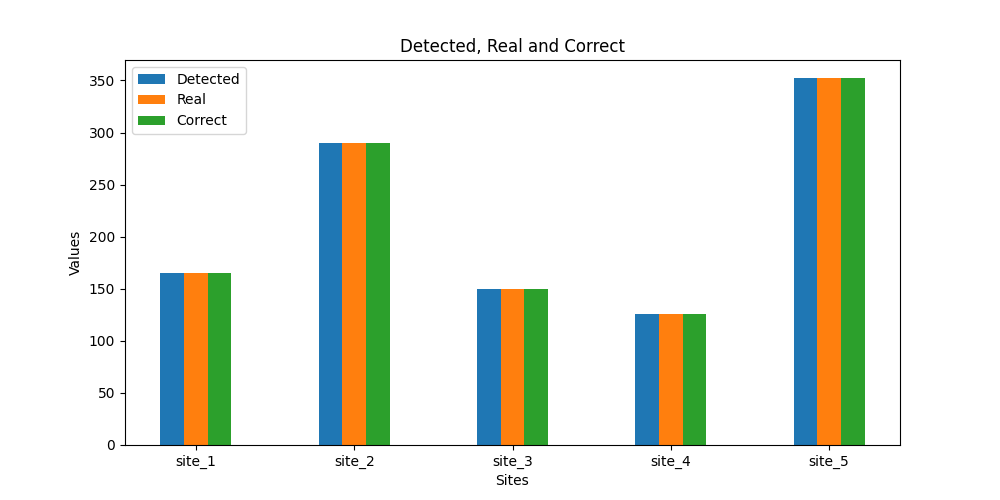 Detected, Real and Correct
Detected
Real
Correct
350
300
250
200
150
100
50
0
Values
site_1
site_2
site_3
site_4
site_5
Sites